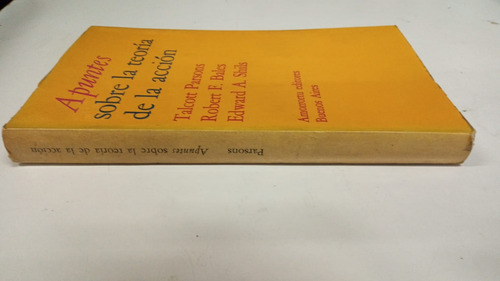 Apuntes
sobre la teoría
de la acción
Talcott Parsons
Robert F. Bales
Edward A. Shils
Amorrortu editores
Buenos Aires
Parsons Apuntes sobre la teoría de la acción